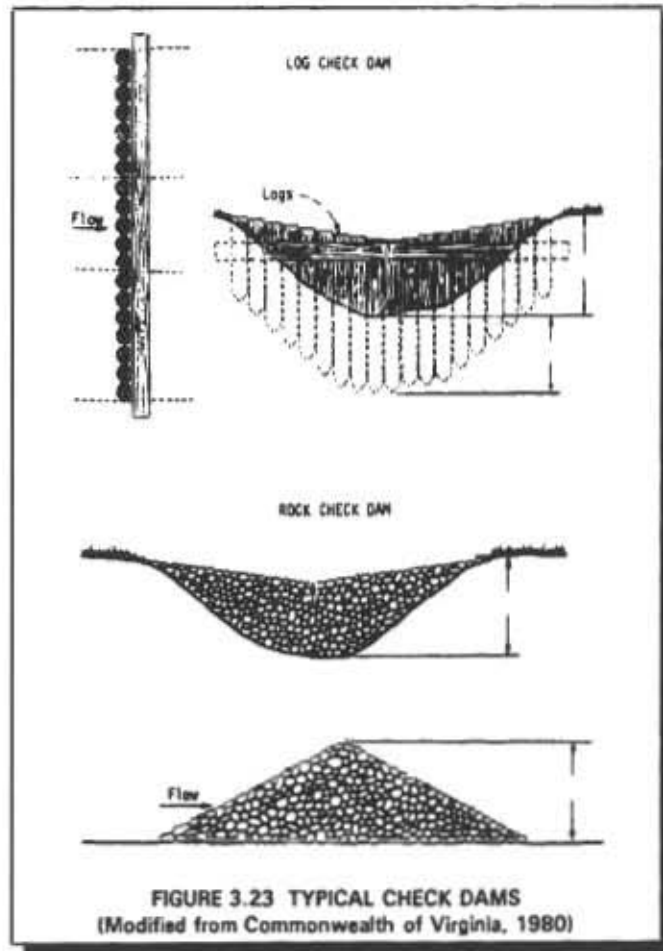 LOG CHECK DAM
Logs
Flow
ROCK CHECK DAM
Flow
FIGURE 3.23 TYPICAL CHECK DAMS
(Modified from Commonwealth of Virginia, 1980)